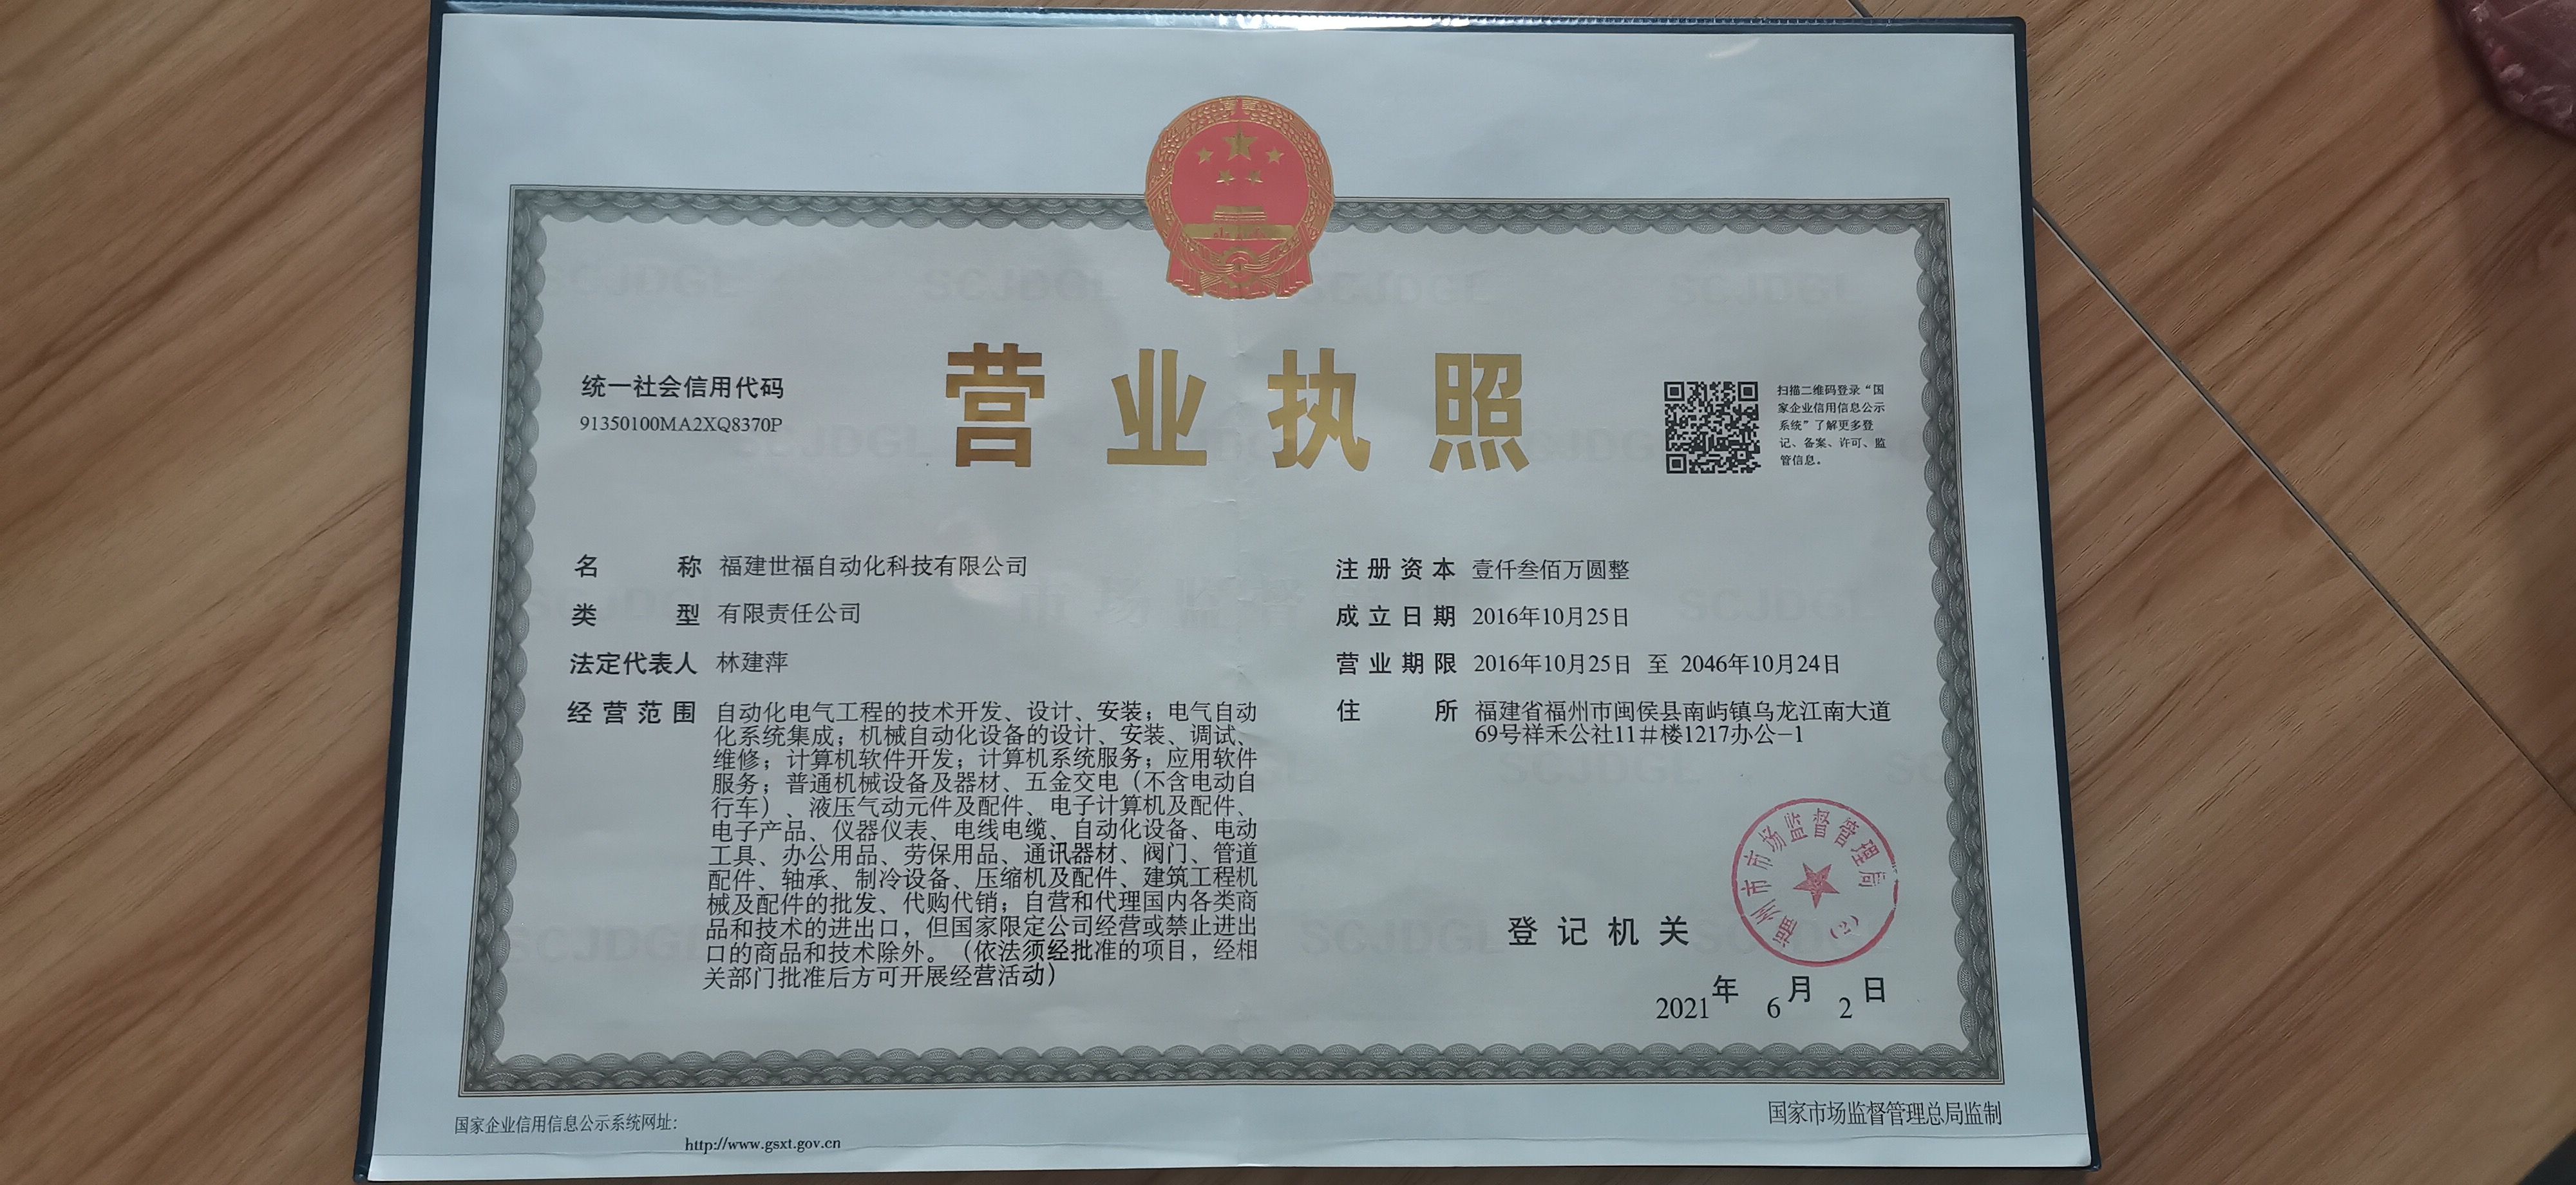 营业执照
统一社会信用代码
91350100MA2XQ8370P
扫描二维码登录“国
家企业信用信息公示
系统”了解更多登
记、备案、许可、监
管信息。
名称 福建世福自动化科技有限公司
类型 有限责任公司
法定代表人 林建萍
经营范围 自动化电气工程的技术开发、设计、安装；电气自动
化系统集成；机械自动化设备的设计、安装、调试、
维修；计算机软件开发；计算机系统服务；应用软件
服务；普通机械设备及器材、五金交电（不含电动自
行车）、液压气动元件及配件、电子计算机及配件、
电子产品、仪器仪表、电线电缆、自动化设备、电动
工具、办公用品、劳保用品、通讯器材、阀门、管道
配件、轴承、制冷设备、压缩机及配件、建筑工程机
械及配件的批发、代购代销；自营和代理国内各类商
品和技术的进出口，但国家限定公司经营或禁止进出
口的商品和技术除外。（依法须经批准的项目，经相
关部门批准后方可开展经营活动）
注册资本 壹仟叁佰万圆整
成立日期 2016年10月25日
营业期限 2016年10月25日 至 2046年10月24日
住所 福建省福州市闽侯县南屿镇乌龙江南大道
69号祥禾公社11＃楼1217办公-1
登记机关
福州市市场监督管理局
(2)
2021年6月2日
国家企业信用信息公示系统网址：
http://www.gsxt.gov.cn
国家市场监督管理总局监制
SCJDGL